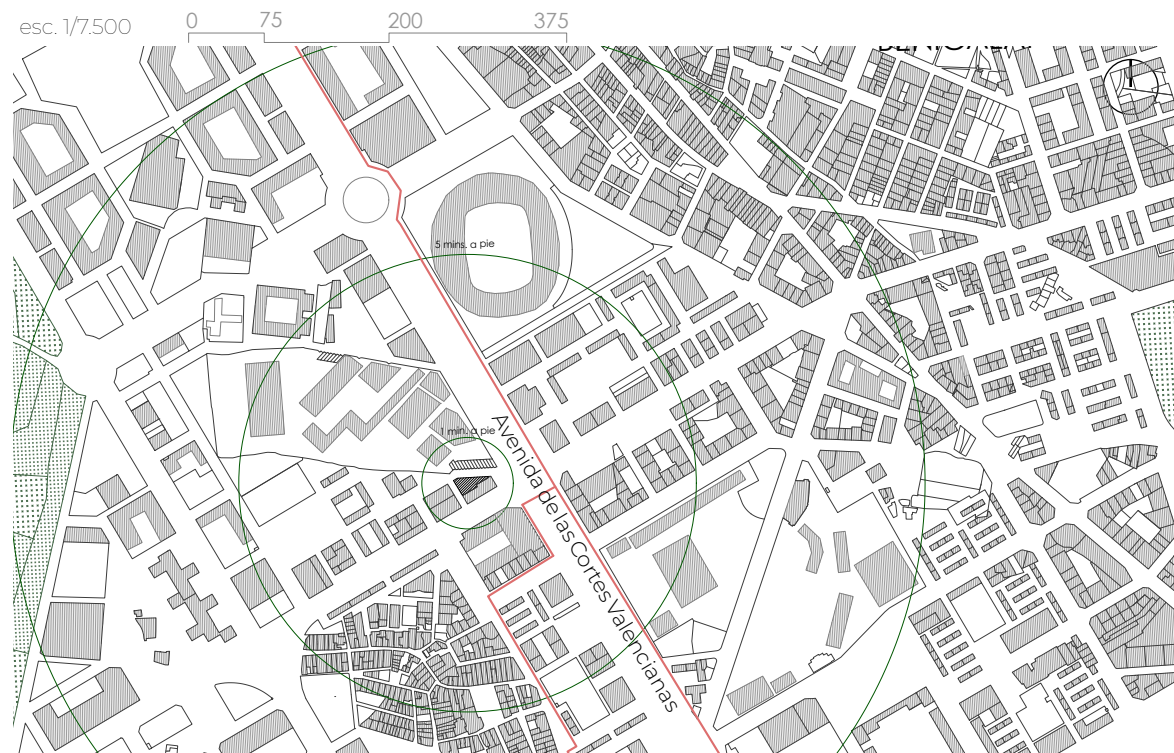 esc. 1/7.500
0 75 200 375
5 mins. a pie
1 min. a pie
Avenida de las Cortes Valencianas